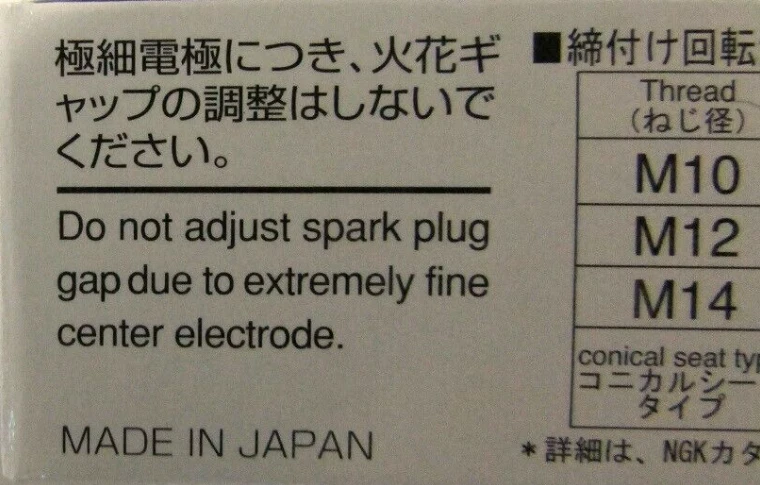 極細電極につき、火花ギ
ャップの調整はしないで
ください。
Do not adjust spark plug
gap due to extremely fine
center electrode.
MADE IN JAPAN
■締付け回転
Thread
（ねじ径）
M10
M12
M14
conical seat typ
コニカルシー
タイプ
*詳細は、NGKカタ